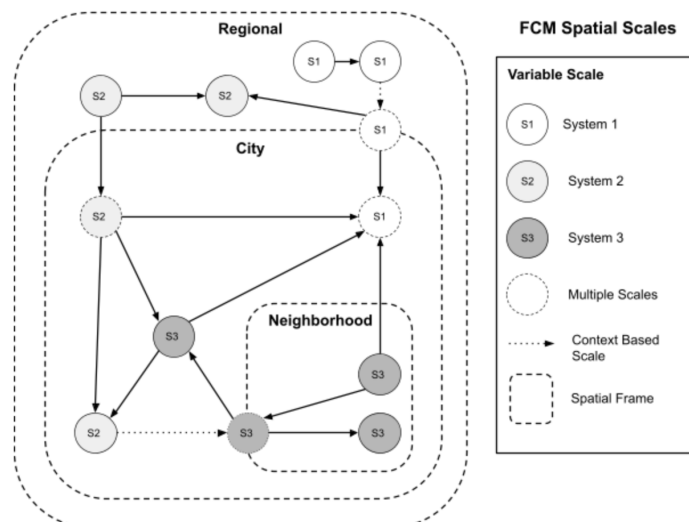 FCM Spatial Scales
Regional
S1 S1
S2 S2
S1
City
S2 S1
Neighborhood
S3
S3
S2 S3 S3
Variable Scale
S1 System 1
S2 System 2
S3 System 3
Multiple Scales
Context Based
Scale
Spatial Frame